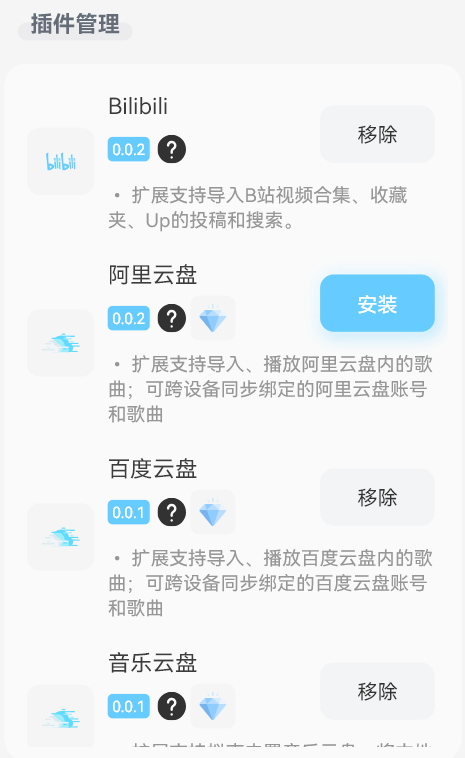 插件管理
Bilibili
移除
0.0.2 ?
bilibili
• 扩展支持导入B站视频合集、收藏
夹、Up的投稿和搜索。
阿里云盘
安装
0.0.2 ?
• 扩展支持导入、播放阿里云盘内的歌
曲；可跨设备同步绑定的阿里云盘账号
和歌曲
百度云盘
移除
0.0.1 ?
• 扩展支持导入、播放百度云盘内的歌
曲；可跨设备同步绑定的百度云盘账号
和歌曲
音乐云盘
移除
0.0.1 ?